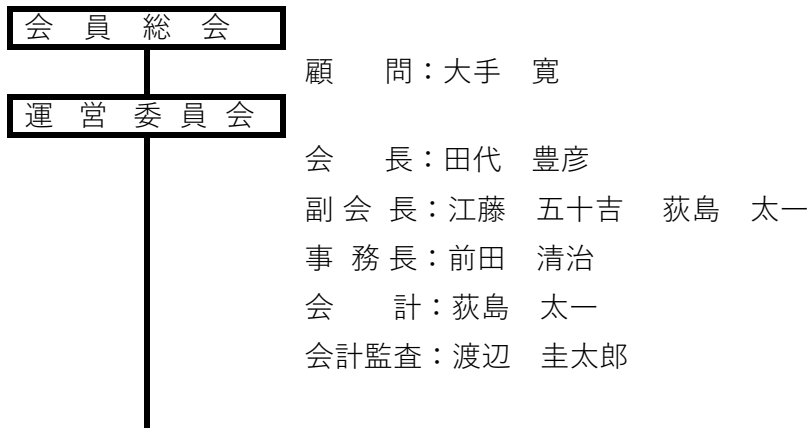 会　員　総　会
顧　　問：大手　寛
運　営　委　員　会
会　　長：田代　豊彦
副 会 長：江藤　五十吉　 荻島　太一
事 務 長：前田　清治
会　　計：荻島　太一
会計監査：渡辺　圭太郎